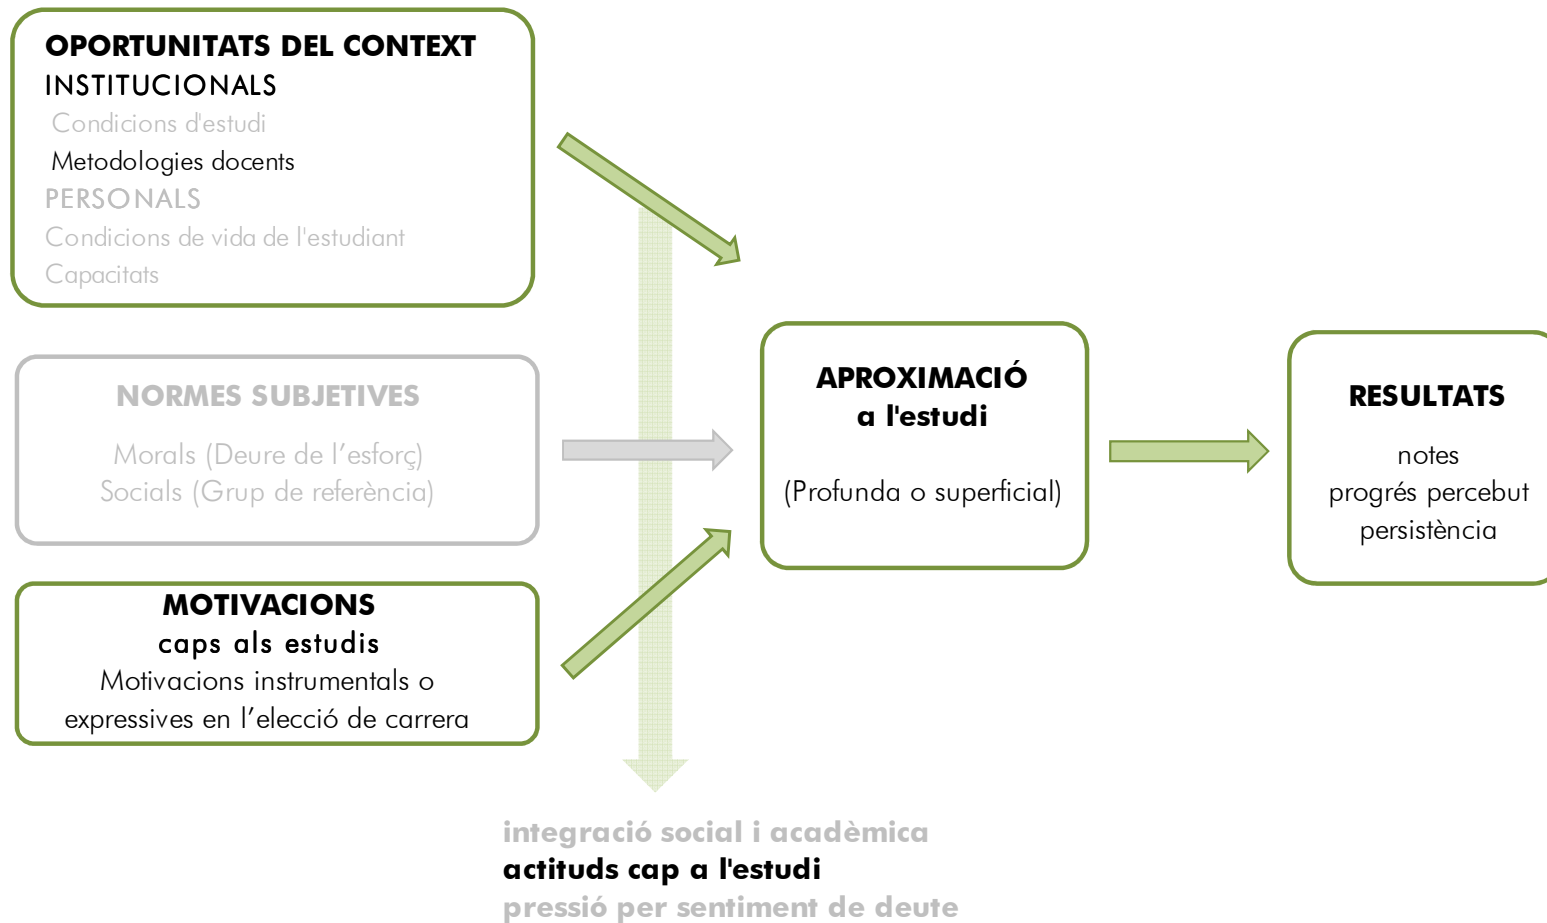 OPORTUNITATS DEL CONTEXT
INSTITUCIONALS
Condicions d'estudi
Metodologies docents
PERSONALS
Condicions de vida de l'estudiant
Capacitats
NORMES SUBJETIVES
Morals (Deure de l'esforç)
Socials (Grup de referència)
MOTIVACIONS
caps als estudis
Motivacions instrumentals o
expressives en l'elecció de carrera
APROXIMACIÓ
a l'estudi
(Profunda o superficial)
RESULTATS
notes
progrés percebut
persistència
integració social i acadèmica
actituds cap a l'estudi
pressió per sentiment de deute